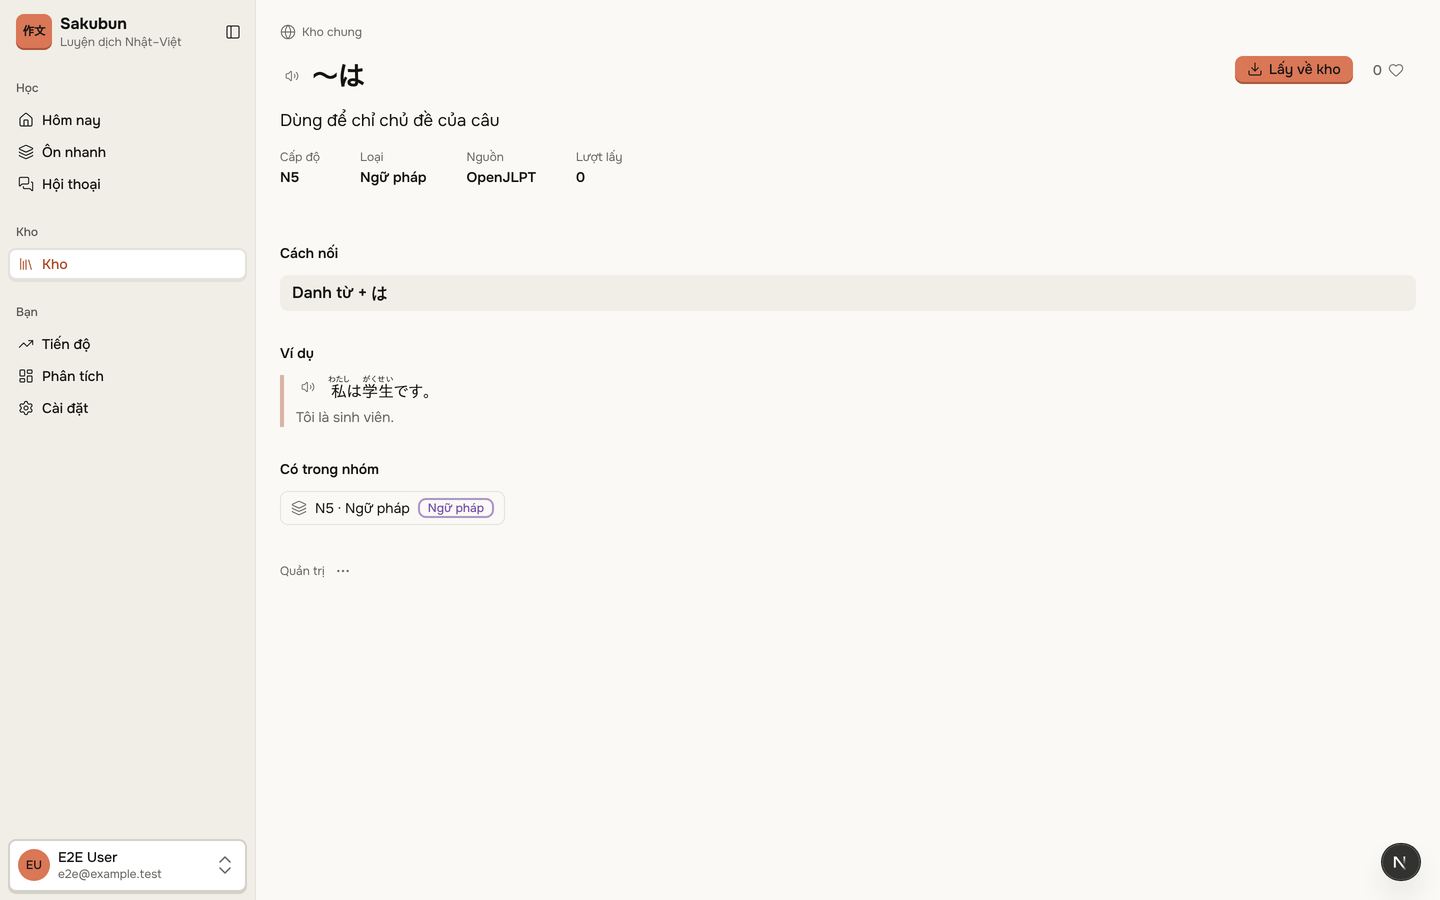 作文
Sakubun
Luyện dịch Nhật–Việt
Học
Hôm nay
Ôn nhanh
Hội thoại
Kho
Kho
Bạn
Tiến độ
Phân tích
Cài đặt
EU
E2E User
e2e@example.test
Kho chung
〜は
Lấy về kho
0
Dùng để chỉ chủ đề của câu
Cấp độ Loại Nguồn Lượt lấy
N5 Ngữ pháp OpenJLPT 0
Cách nối
Danh từ + は
Ví dụ
わたし がくせい
私は学生です。
Tôi là sinh viên.
Có trong nhóm
N5 · Ngữ pháp Ngữ pháp
Quản trị ···
N